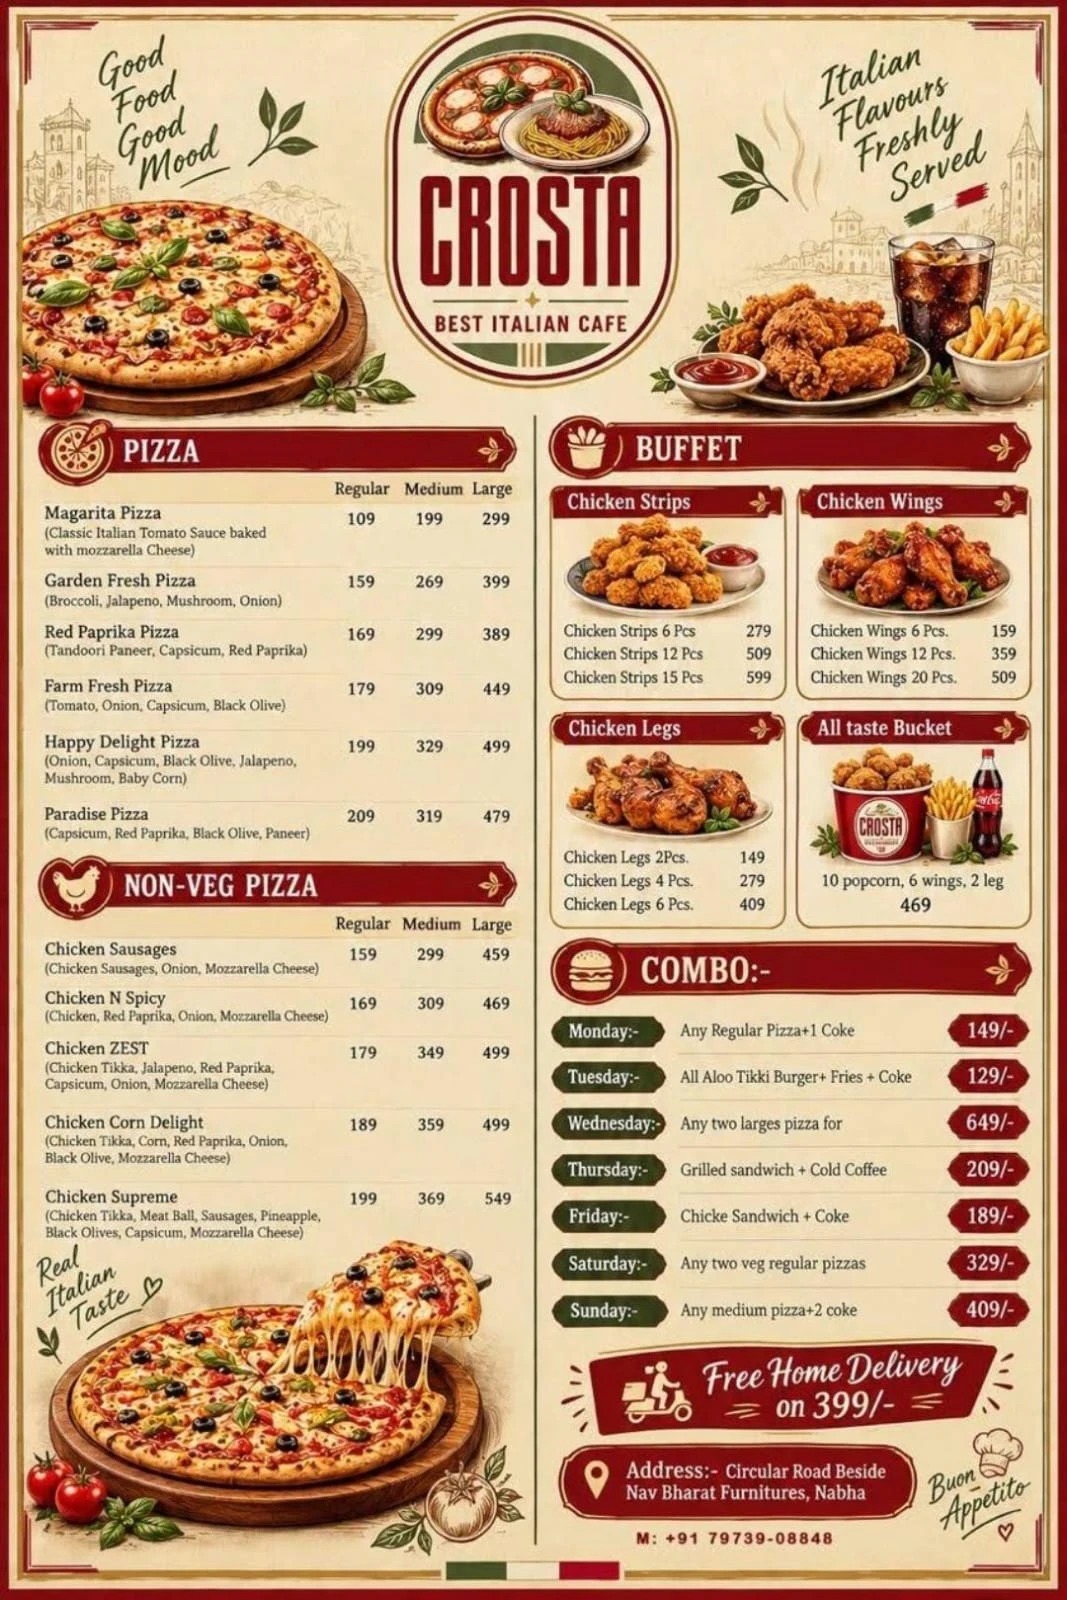 Good
Food
Good
Mood
CROSTA
BEST ITALIAN CAFE
Italian
Flavours
Freshly
Served
PIZZA
Regular Medium Large
Magarita Pizza 109 199 299
(Classic Italian Tomato Sauce baked
with mozzarella Cheese)
Garden Fresh Pizza 159 269 399
(Broccoli, Jalapeno, Mushroom, Onion)
Red Paprika Pizza 169 299 389
(Tandoori Paneer, Capsicum, Red Paprika)
Farm Fresh Pizza 179 309 449
(Tomato, Onion, Capsicum, Black Olive)
Happy Delight Pizza 199 329 499
(Onion, Capsicum, Black Olive, Jalapeno,
Mushroom, Baby Corn)
Paradise Pizza 209 319 479
(Capsicum, Red Paprika, Black Olive, Paneer)
NON-VEG PIZZA
Regular Medium Large
Chicken Sausages 159 299 459
(Chicken Sausages, Onion, Mozzarella Cheese)
Chicken N Spicy 169 309 469
(Chicken, Red Paprika, Onion, Mozzarella Cheese)
Chicken ZEST 179 349 499
(Chicken Tikka, Jalapeno, Red Paprika,
Capsicum, Onion, Mozzarella Cheese)
Chicken Corn Delight 189 359 499
(Chicken Tikka, Corn, Red Paprika, Onion,
Black Olive, Mozzarella Cheese)
Chicken Supreme 199 369 549
(Chicken Tikka, Meat Ball, Sausages, Pineapple,
Black Olives, Capsicum, Mozzarella Cheese)
Real
Italian
Taste
BUFFET
Chicken Strips
Chicken Strips 6 Pcs 279
Chicken Strips 12 Pcs 509
Chicken Strips 15 Pcs 599
Chicken Wings
Chicken Wings 6 Pcs. 159
Chicken Wings 12 Pcs. 359
Chicken Wings 20 Pcs. 509
Chicken Legs
Chicken Legs 2Pcs. 149
Chicken Legs 4 Pcs. 279
Chicken Legs 6 Pcs. 409
All taste Bucket
CROSTA
10 popcorn, 6 wings, 2 leg
469
COMBO:-
Monday:- Any Regular Pizza+1 Coke 149/-
Tuesday:- All Aloo Tikki Burger+ Fries + Coke 129/-
Wednesday:- Any two larges pizza for 649/-
Thursday:- Grilled sandwich + Cold Coffee 209/-
Friday:- Chicke Sandwich + Coke 189/-
Saturday:- Any two veg regular pizzas 329/-
Sunday:- Any medium pizza+2 coke 409/-
Free Home Delivery
on 399/-
Address:- Circular Road Beside
Nav Bharat Furnitures, Nabha
M: +91 79739-08848
Buon
Appetito